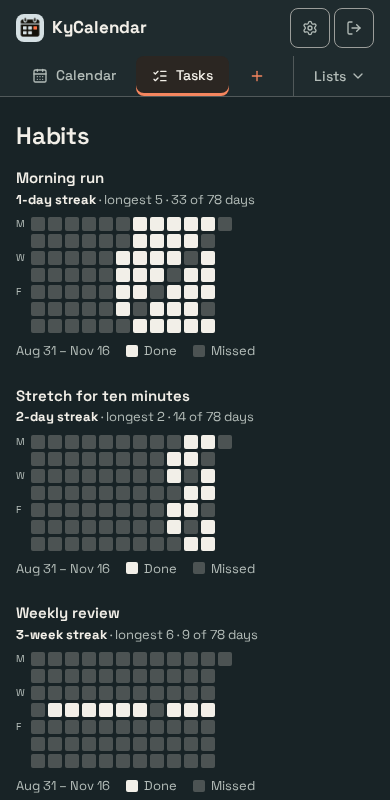 KyCalendar
Calendar
Tasks
+
Lists
Habits
Morning run
1-day streak · longest 5 · 33 of 78 days
M
W
F
Aug 31 – Nov 16 Done Missed
Stretch for ten minutes
2-day streak · longest 2 · 14 of 78 days
M
W
F
Aug 31 – Nov 16 Done Missed
Weekly review
3-week streak · longest 6 · 9 of 78 days
M
W
F
Aug 31 – Nov 16 Done Missed